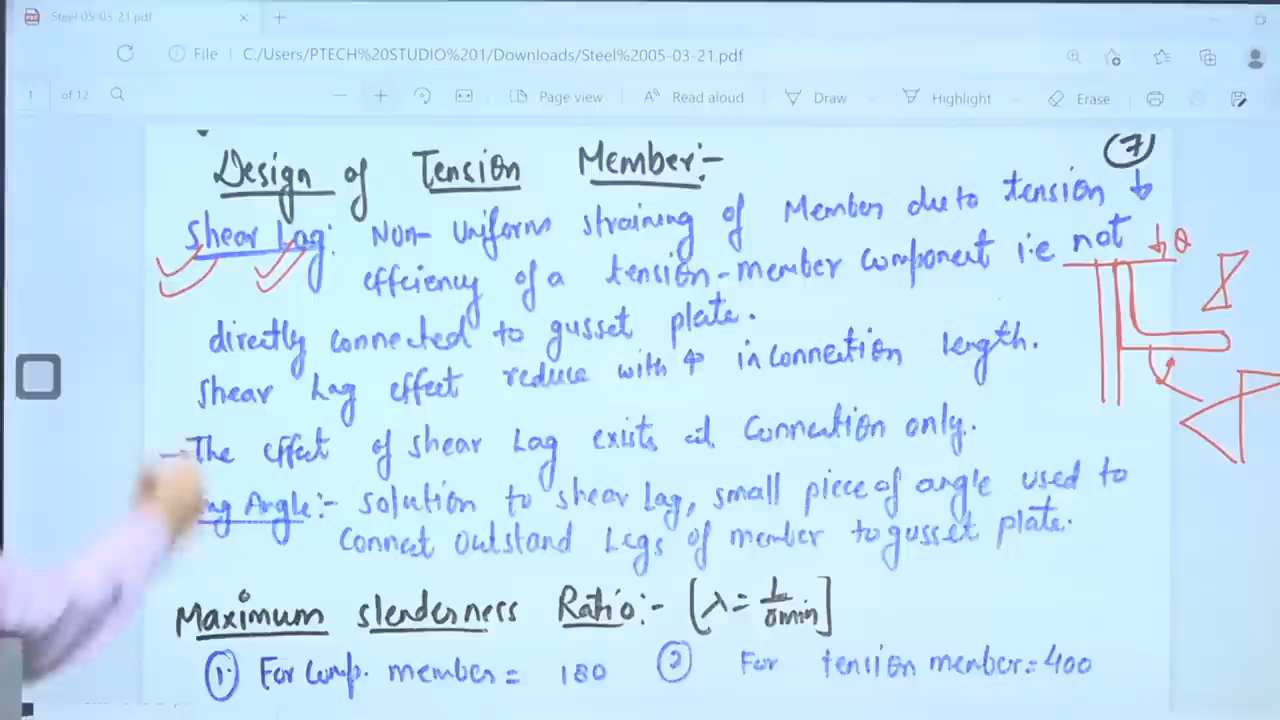 Steel 05-03-21.pdf
File C:/Users/PTECH%20STUDIO%201/Downloads/Steel%2005-03-21.pdf
1 of 12 Page view Read aloud Draw Highlight Erase
Design of Tension Member:-
7
Shear Lag: Non-uniform straining of Member due to tension ↓
effciency of a tension-member component i.e not
directly connected to gusset plate.
Q
Shear Lag effect reduce with ↑ in connection length.
- The effect of shear Lag exists at Connection only.
Lag Angle:- solution to shear Lag, small piece of angle used to
Connect Outstand Legs of member to gusset plate.
Maximum slenderness Ratio:- [λ = L/rmin]
① For Comp. member = 180 ② For tension member = 400